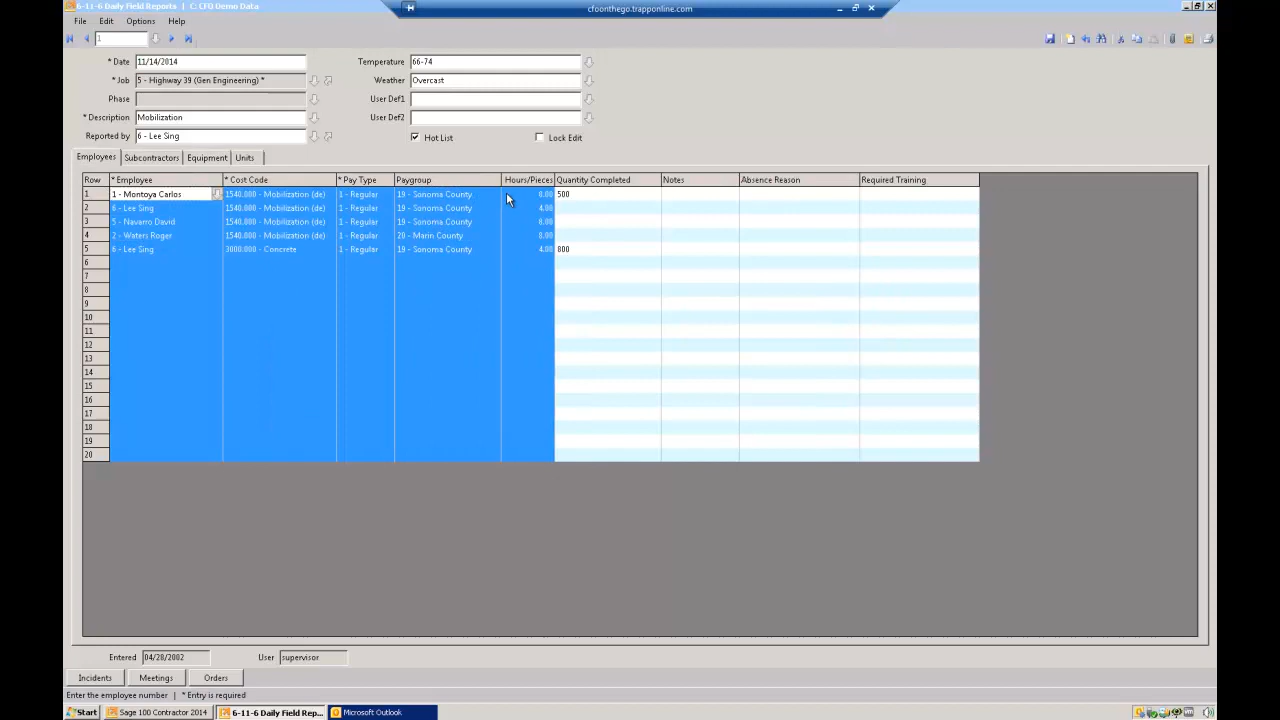 6-11-6 Daily Field Reports | C: CFO Demo Data
cfoonthego.trapponline.com
File Edit Options Help
1
* Date 11/14/2014 Temperature 66-74
* Job 5 - Highway 39 (Gen Engineering) * Weather Overcast
Phase User Def1
* Description Mobilization User Def2
Reported by 6 - Lee Sing Hot List Lock Edit
Employees Subcontractors Equipment Units
Row * Employee * Cost Code * Pay Type Paygroup Hours/Pieces Quantity Completed Notes Absence Reason Required Training
1 1 - Montoya Carlos 1540.000 - Mobilization (de) 1 - Regular 19 - Sonoma County 8.00 500
2 6 - Lee Sing 1540.000 - Mobilization (de) 1 - Regular 19 - Sonoma County 4.00
3 5 - Navarro David 1540.000 - Mobilization (de) 1 - Regular 19 - Sonoma County 8.00
4 2 - Waters Roger 1540.000 - Mobilization (de) 1 - Regular 20 - Marin County 8.00
5 6 - Lee Sing 3000.000 - Concrete 1 - Regular 19 - Sonoma County 4.00 800
6
7
8
9
10
11
12
13
14
15
16
17
18
19
20
Entered 04/20/2002 User supervisor
Incidents Meetings Orders
Enter the employee number | * Entry is required
Start Sage 100 Contractor 2014 6-11-6 Daily Field Rep... Microsoft Outlook